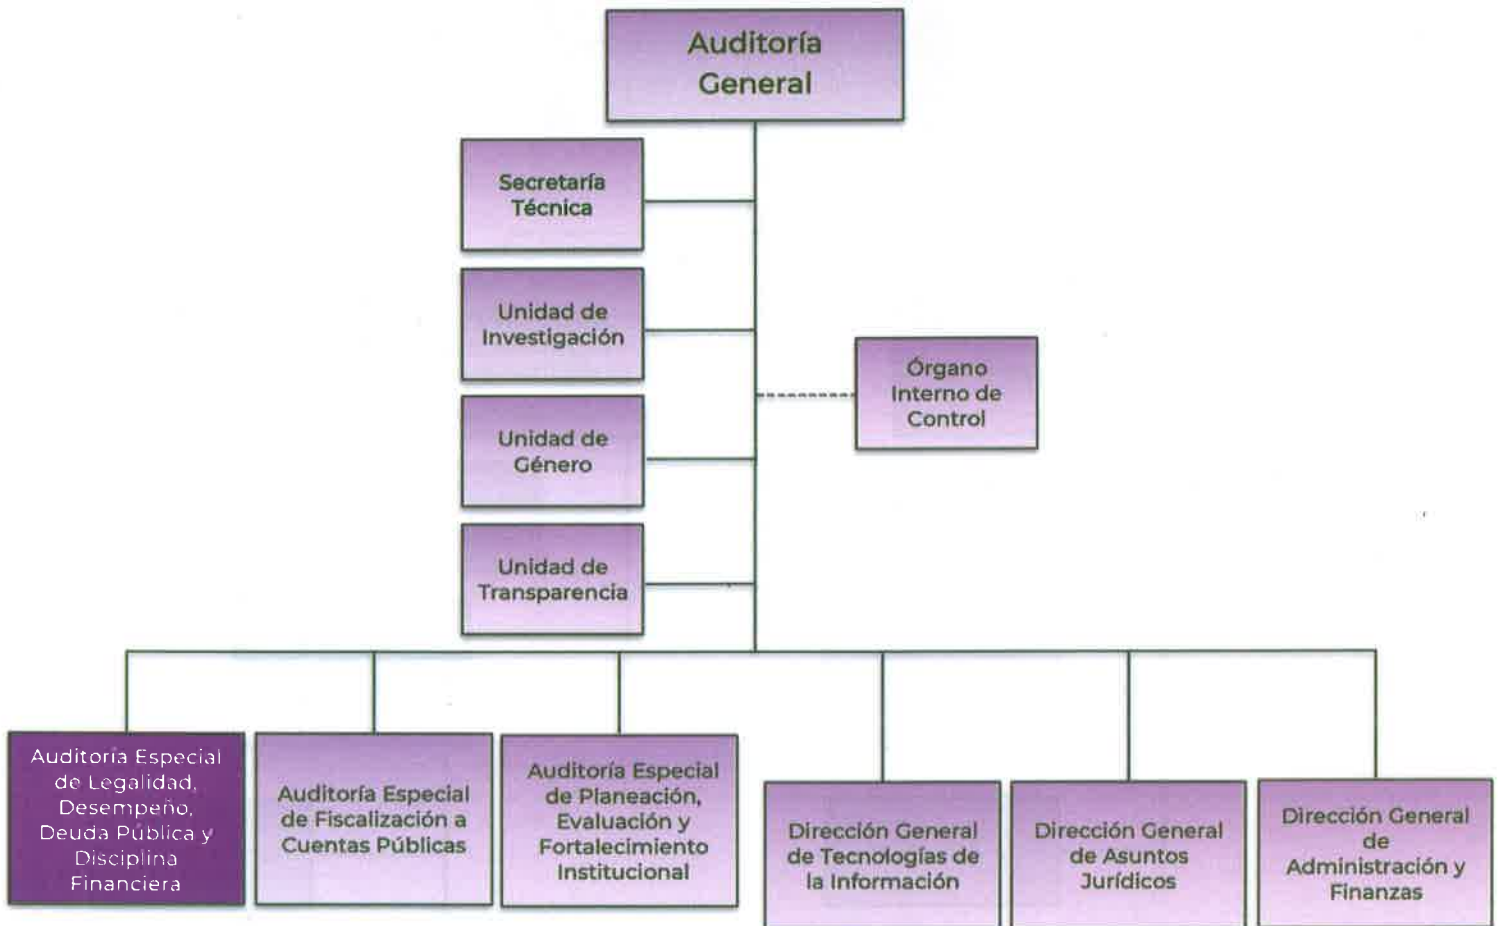 Auditoría
General
Secretaría
Técnica
Unidad de
Investigación
Órgano
Interno de
Control
Unidad de
Género
Unidad de
Transparencia
Auditoría Especial
de Legalidad,
Desempeño,
Deuda Pública y
Disciplina
Financiera
Auditoría Especial
de Fiscalización a
Cuentas Públicas
Auditoría Especial
de Planeación,
Evaluación y
Fortalecimiento
Institucional
Dirección General
de Tecnologías de
la Información
Dirección General
de Asuntos
Jurídicos
Dirección General
de
Administración y
Finanzas